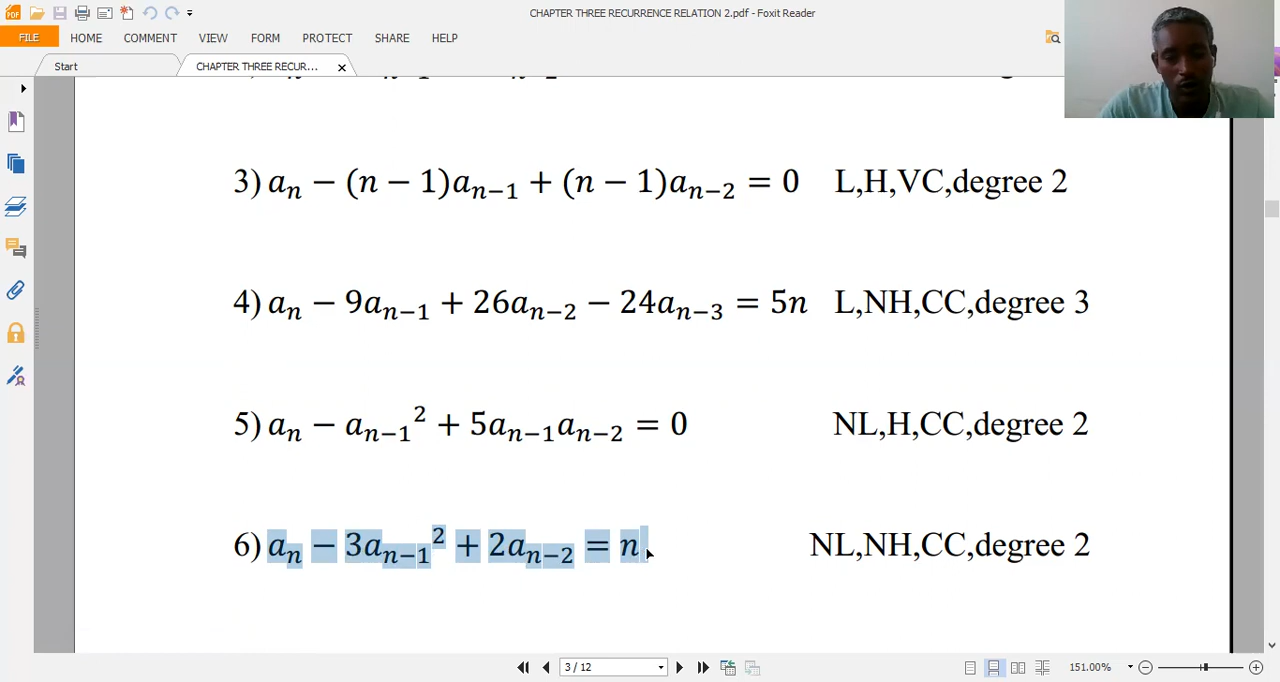 CHAPTER THREE RECURRENCE RELATION 2.pdf - Foxit Reader
FILE HOME COMMENT VIEW FORM PROTECT SHARE HELP
Start CHAPTER THREE RECUR...
3) aₙ − (n − 1)aₙ₋₁ + (n − 1)aₙ₋₂ = 0 L,H,VC,degree 2
4) aₙ − 9aₙ₋₁ + 26aₙ₋₂ − 24aₙ₋₃ = 5n L,NH,CC,degree 3
5) aₙ − aₙ₋₁² + 5aₙ₋₁aₙ₋₂ = 0 NL,H,CC,degree 2
6) aₙ − 3aₙ₋₁² + 2aₙ₋₂ = n NL,NH,CC,degree 2
3 / 12 151.00%